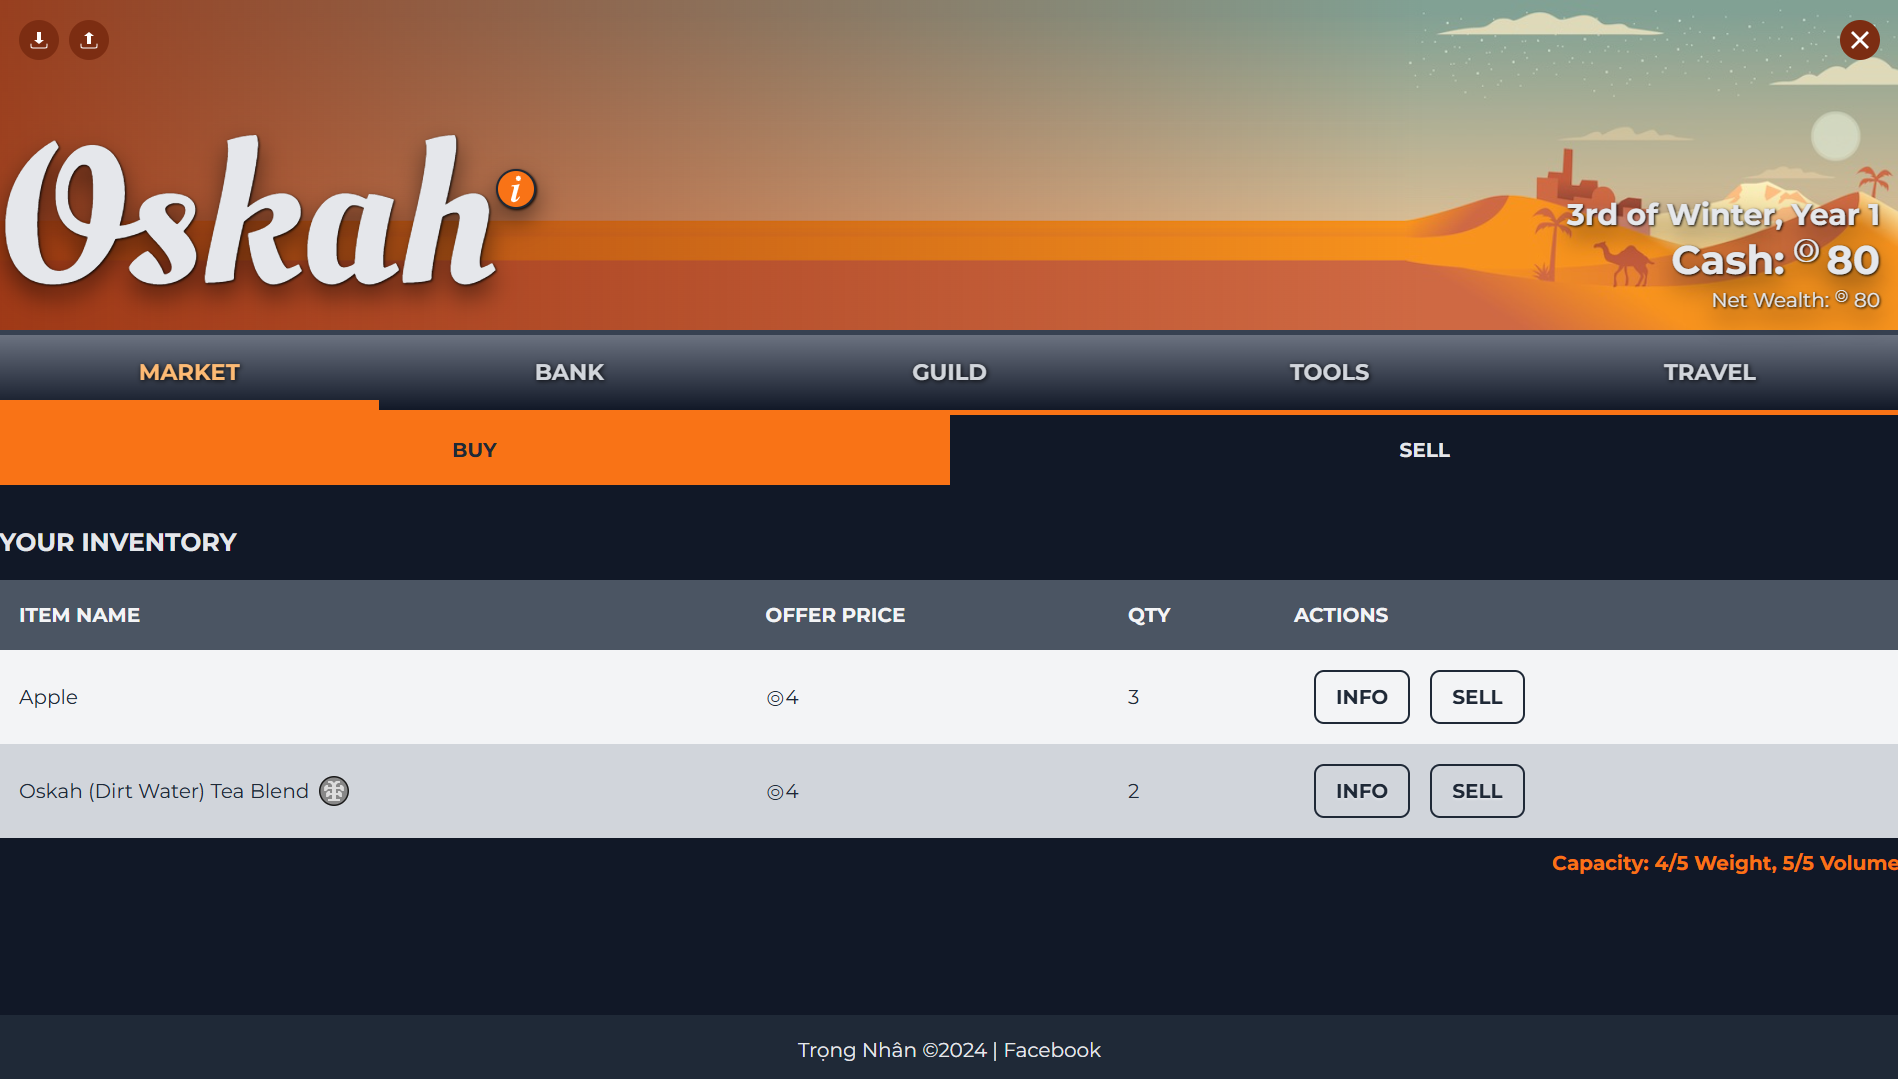 Oskah
i
3rd of Winter, Year 1
Cash: ◎ 80
Net Wealth: ◎ 80
MARKET BANK GUILD TOOLS TRAVEL
BUY SELL
YOUR INVENTORY
ITEM NAME OFFER PRICE QTY ACTIONS
Apple ◎4 3 INFO SELL
Oskah (Dirt Water) Tea Blend ◎4 2 INFO SELL
Capacity: 4/5 Weight, 5/5 Volume
Trọng Nhân ©2024 | Facebook